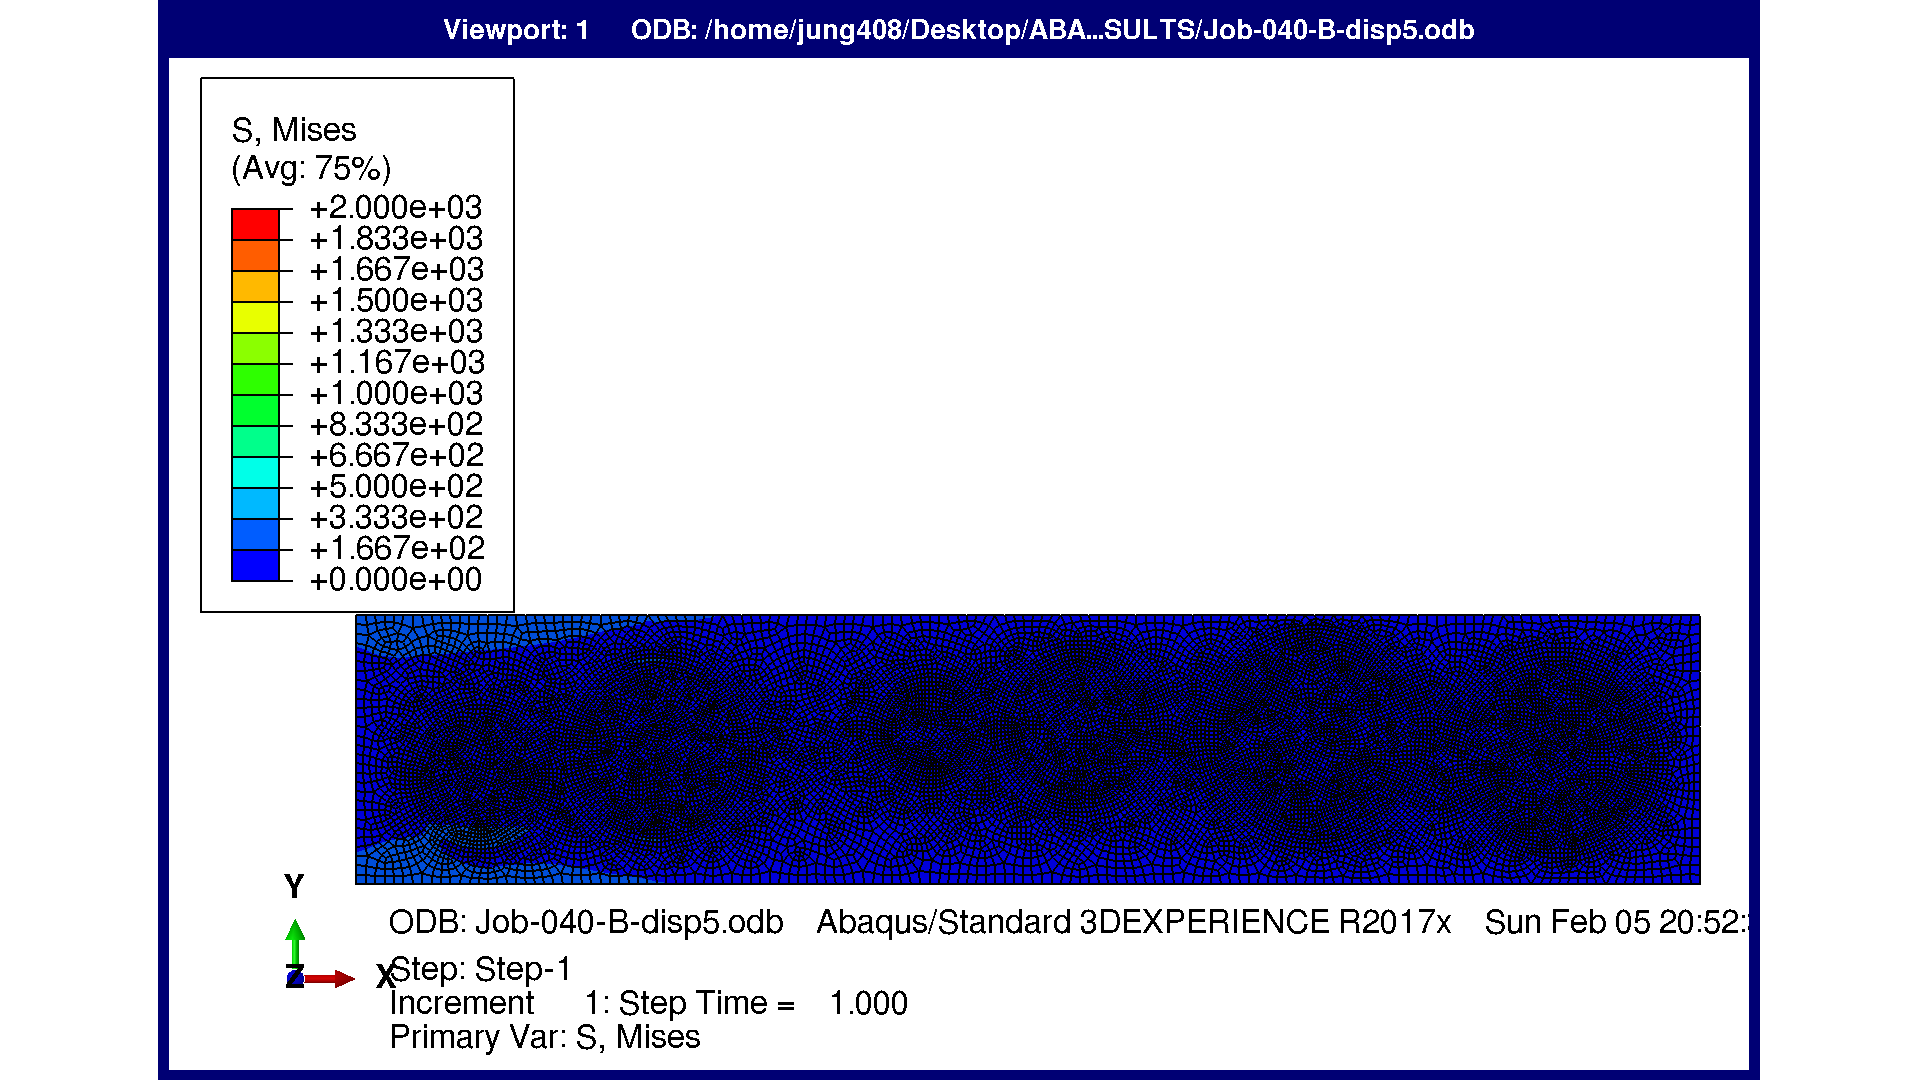 Viewport: 1 ODB: /home/jung408/Desktop/ABA...SULTS/Job-040-B-disp5.odb
S, Mises
(Avg: 75%)
+2.000e+03
+1.833e+03
+1.667e+03
+1.500e+03
+1.333e+03
+1.167e+03
+1.000e+03
+8.333e+02
+6.667e+02
+5.000e+02
+3.333e+02
+1.667e+02
+0.000e+00
Y
Z
X
ODB: Job-040-B-disp5.odb Abaqus/Standard 3DEXPERIENCE R2017x Sun Feb 05 20:52:
Step: Step-1
Increment 1: Step Time = 1.000
Primary Var: S, Mises